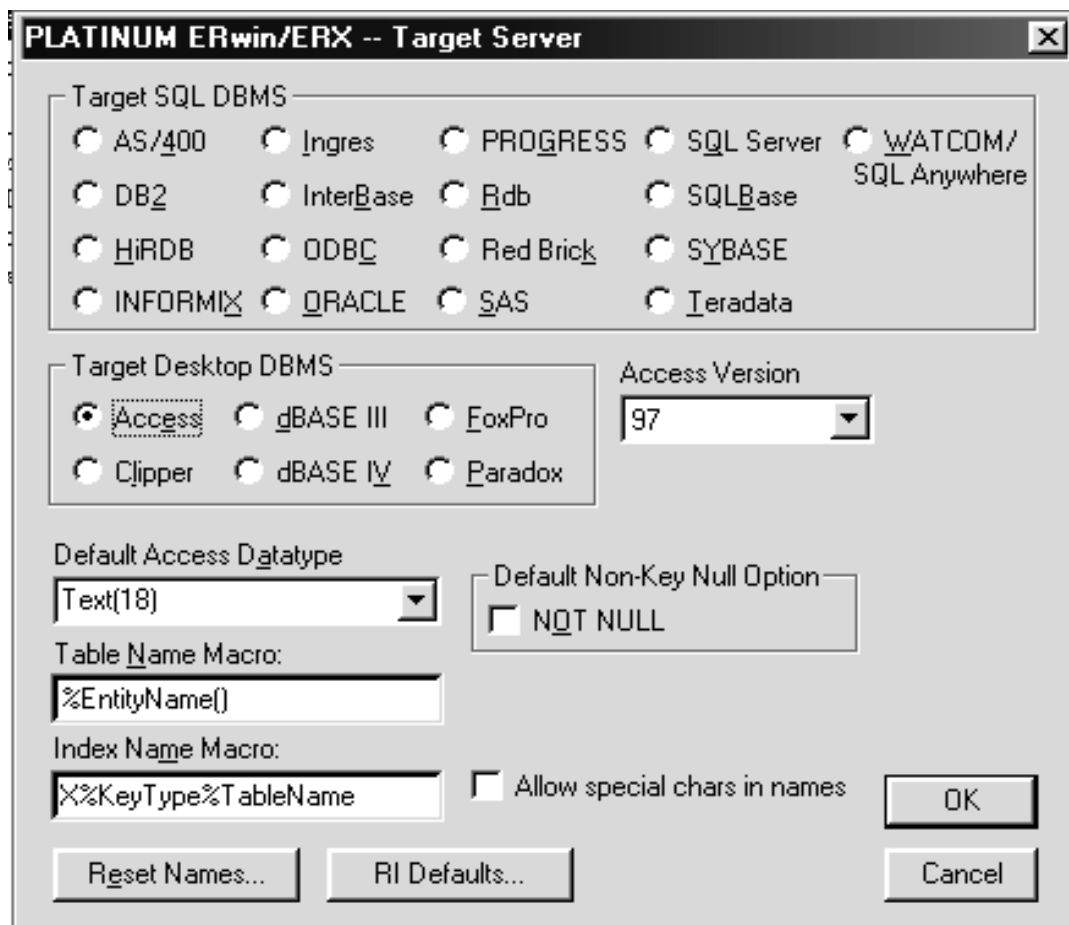 PLATINUM ERwin/ERX -- Target Server
Target SQL DBMS
AS/400 Ingres PROGRESS SQL Server WATCOM/
SQL Anywhere
DB2 InterBase Rdb SQLBase
HiRDB ODBC Red Brick SYBASE
INFORMIX ORACLE SAS Teradata
Target Desktop DBMS
Access dBASE III FoxPro
Clipper dBASE IV Paradox
Access Version
97
Default Access Datatype
Text(18)
Default Non-Key Null Option
NOT NULL
Table Name Macro:
%EntityName()
Index Name Macro:
X%KeyType%TableName
Allow special chars in names
OK
Reset Names... RI Defaults... Cancel